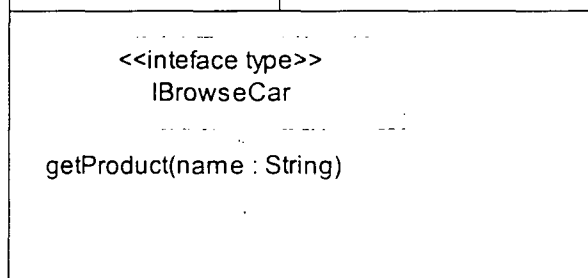 <<inteface type>>
IBrowseCar
getProduct(name : String)